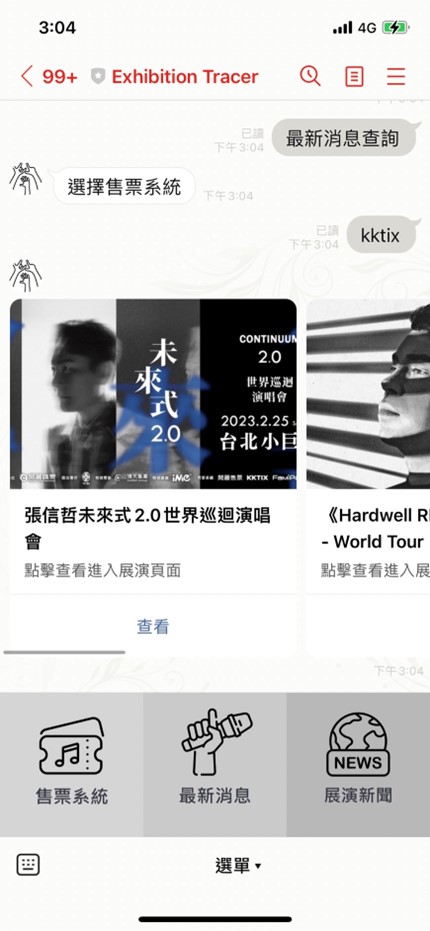 3:04
4G
99+
Exhibition Tracer
已讀
下午3:04
最新消息查詢
選擇售票系統
下午3:04
已讀
下午3:04
kktix
未
來
式
2.0
CONTINUUM
2.0
世界巡迴
演唱會
2023.2.25
台北小巨
iMe
KKTIX
張信哲未來式2.0世界巡迴演唱
會
點擊查看進入展演頁面
查看
《Hardwell R
- World Tour
點擊查看進入展
下午3:04
售票系統
最新消息
NEWS
展演新聞
選單